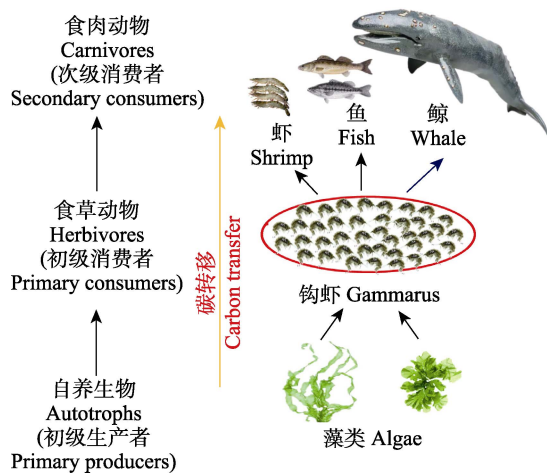 食肉动物
Carnivores
(次级消费者
Secondary consumers)
食草动物
Herbivores
(初级消费者
Primary consumers)
自养生物
Autotrophs
(初级生产者
Primary producers)
碳转移
Carbon transfer
虾
Shrimp
鱼
Fish
鲸
Whale
钩虾 Gammarus
藻类 Algae